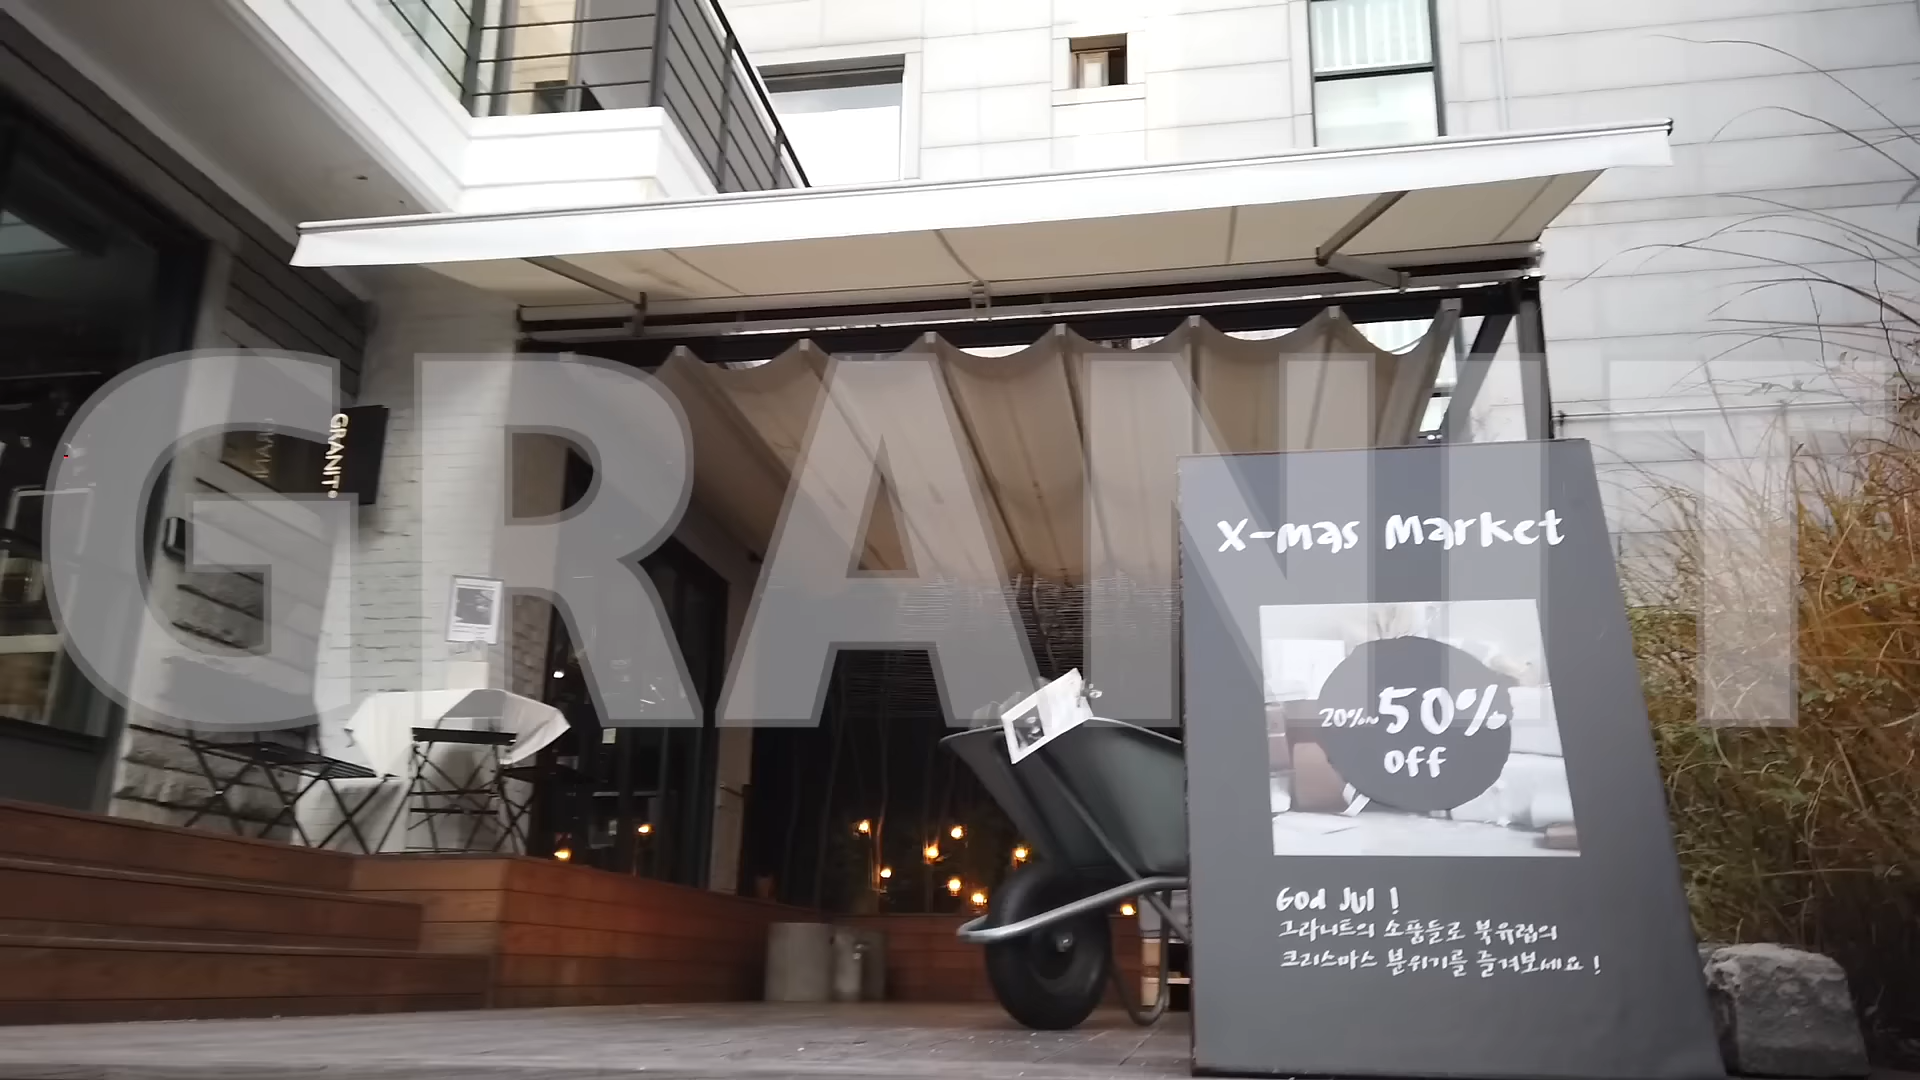 GRANIT
GRANIT
X-mas Market
20%~50%
Off
God Jul !
그라니트의 소품들로 북유럽의
크리스마스 분위기를 즐겨보세요 !